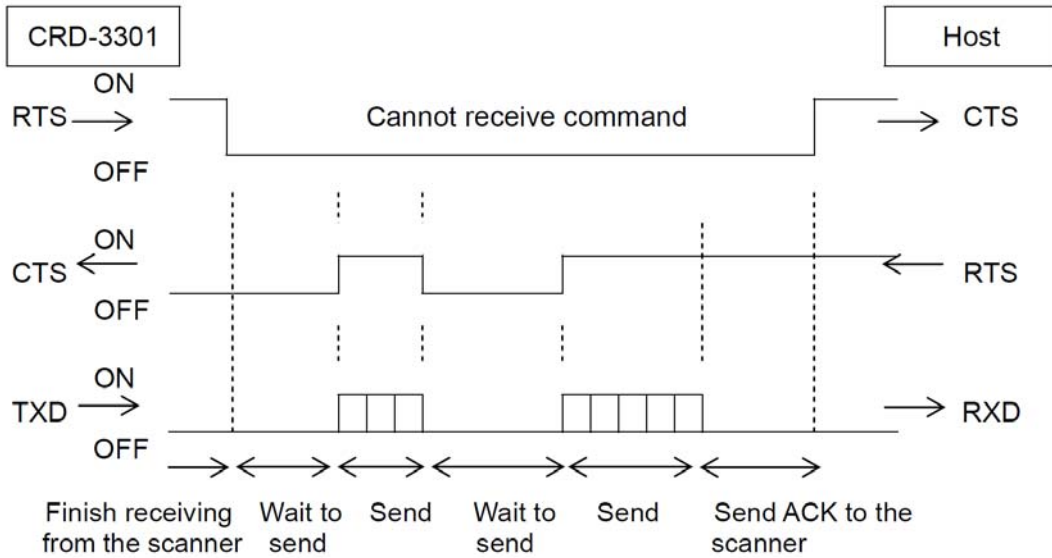 CRD-3301
Host
ON
RTS
Cannot receive command
CTS
OFF
ON
CTS
RTS
OFF
ON
TXD
RXD
OFF
Finish receiving
from the scanner
Wait to
send
Send
Wait to
send
Send
Send ACK to the
scanner